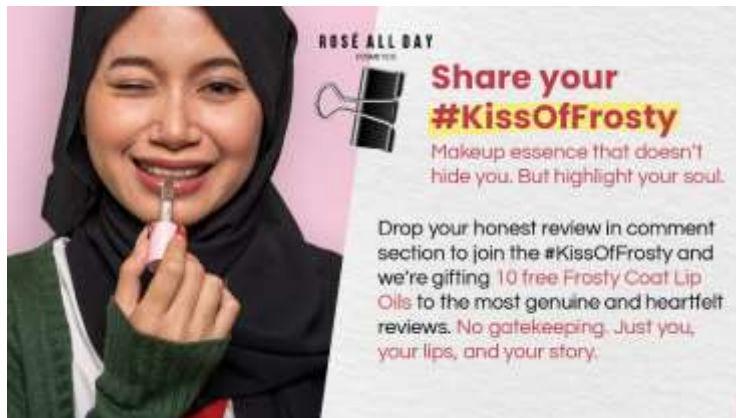 ROSÉ ALL DAY
COSMETICS
Share your
#KissOfFrosty
Makeup essence that doesn't
hide you. But highlight your soul.
Drop your honest review in comment
section to join the #KissOfFrosty and
we're gifting 10 free Frosty Coat Lip
Oils to the most genuine and heartfelt
reviews. No gatekeeping. Just you,
your lips, and your story.